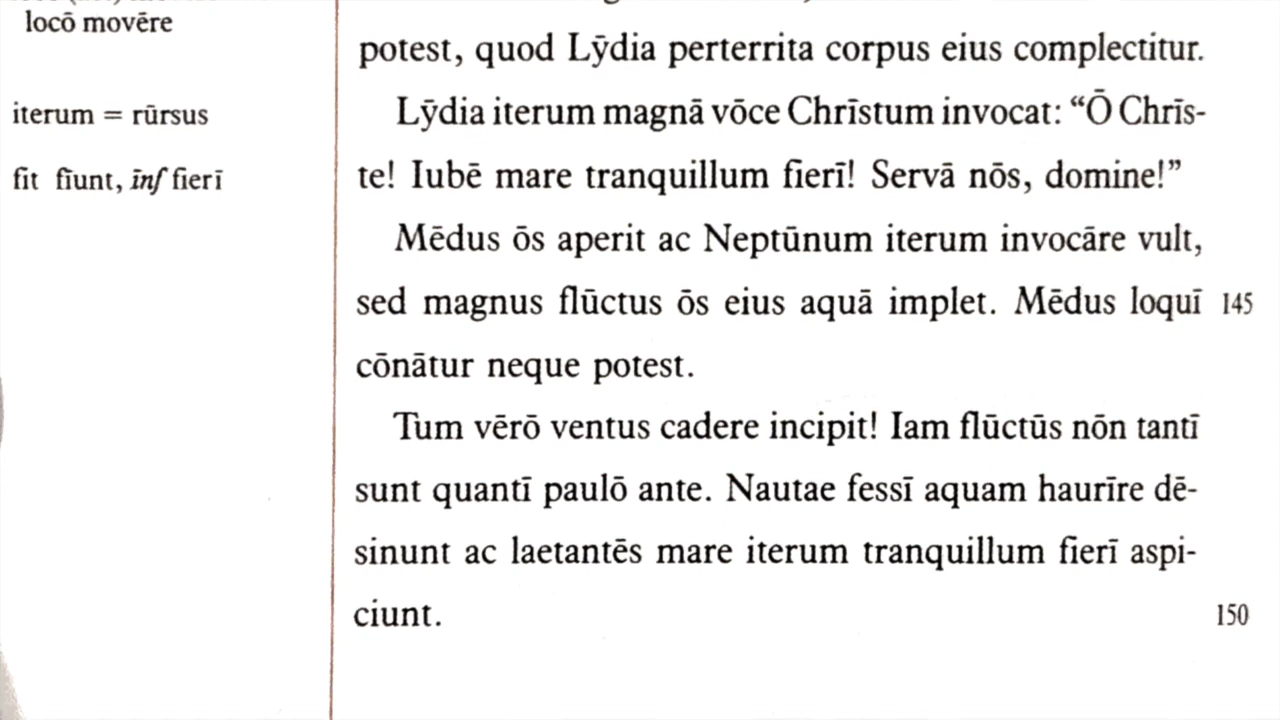 locō movēre
iterum = rūrsus
fit fīunt, īnf fierī
potest, quod Lȳdia perterrita corpus eius complectitur.
Lȳdia iterum magnā vōce Chrīstum invocat: “Ō Chrīs-
te! Iubē mare tranquillum fierī! Servā nōs, domine!”
Mēdus ōs aperit ac Neptūnum iterum invocāre vult,
sed magnus flūctus ōs eius aquā implet. Mēdus loquī 145
cōnātur neque potest.
Tum vērō ventus cadere incipit! Iam flūctūs nōn tantī
sunt quantī paulō ante. Nautae fessī aquam haurīre dē-
sinunt ac laetantēs mare iterum tranquillum fierī aspi-
ciunt. 150